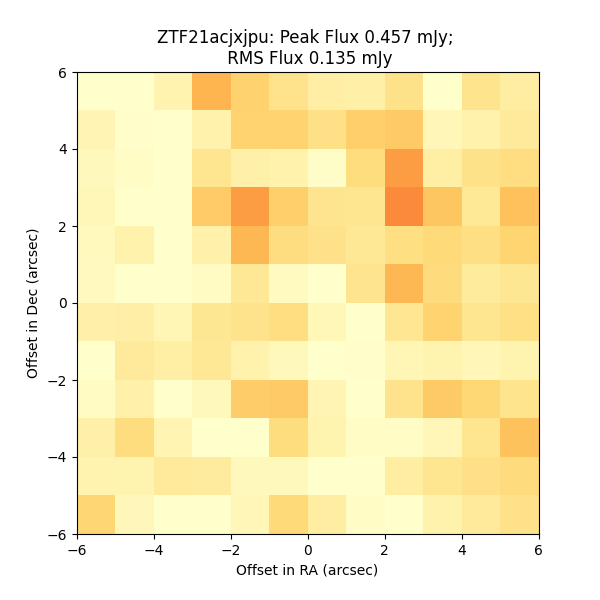 ZTF21acjxjpu: Peak Flux 0.457 mJy;
RMS Flux 0.135 mJy
6
4
2
0
−2
−4
−6
Offset in Dec (arcsec)
−6 −4 −2 0 2 4 6
Offset in RA (arcsec)